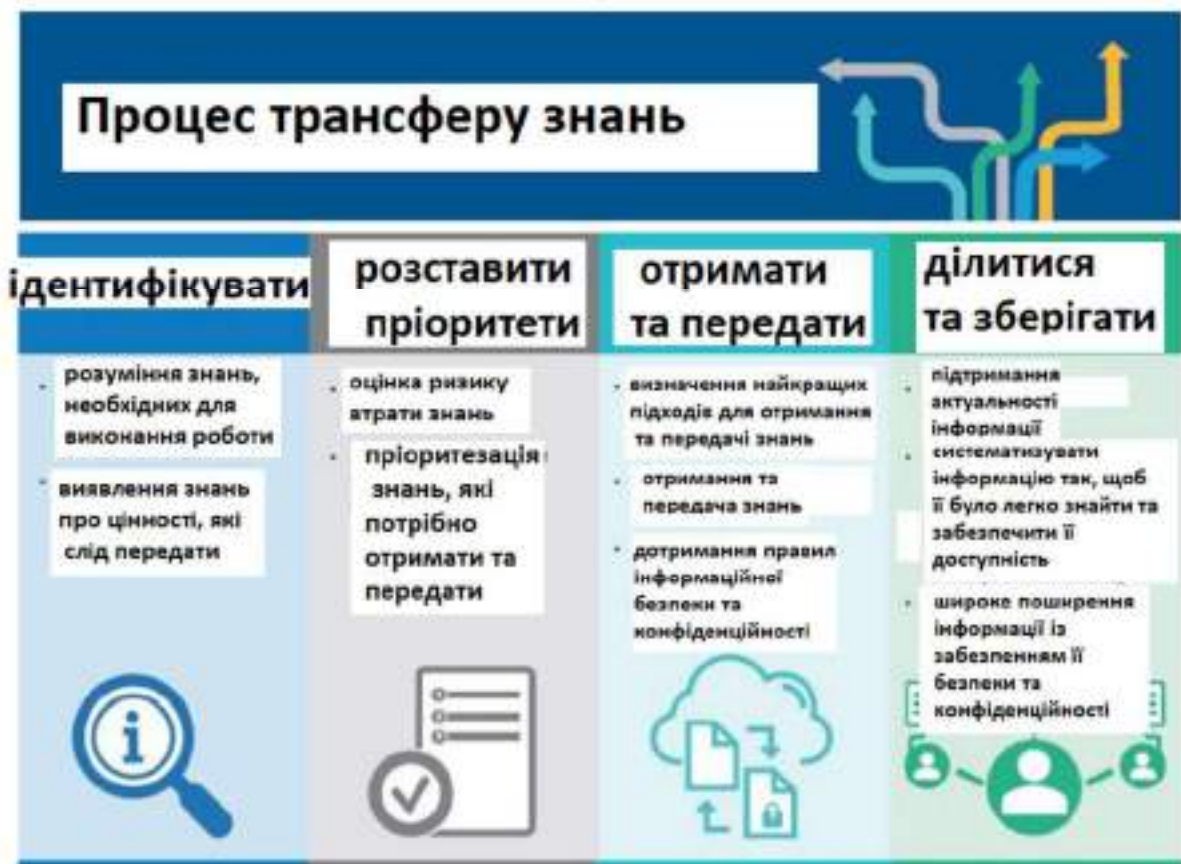 Процес трансферу знань
ідентифікувати
розставити
пріоритети
отримати
та передати
ділитися
та зберігати
· розуміння знань,
необхідних для
виконання роботи
· виявлення знань
про цінності, які
слід передати
· оцінка ризику
втрати знань
· пріоритезація
знань, які
потрібно
отримати та
передати
· визначення найкращих
підходів для отримання
та передачі знань
· отримання та
передача знань
· дотримання правил
інформаційної
безпеки та
конфіденційності
· підтримання
актуальності
інформації
· систематизувати
інформацію так, щоб
її було легко знайти та
забезпечити її
доступність
· широке поширення
інформації із
забезпенням її
безпеки та
конфіденційності
i